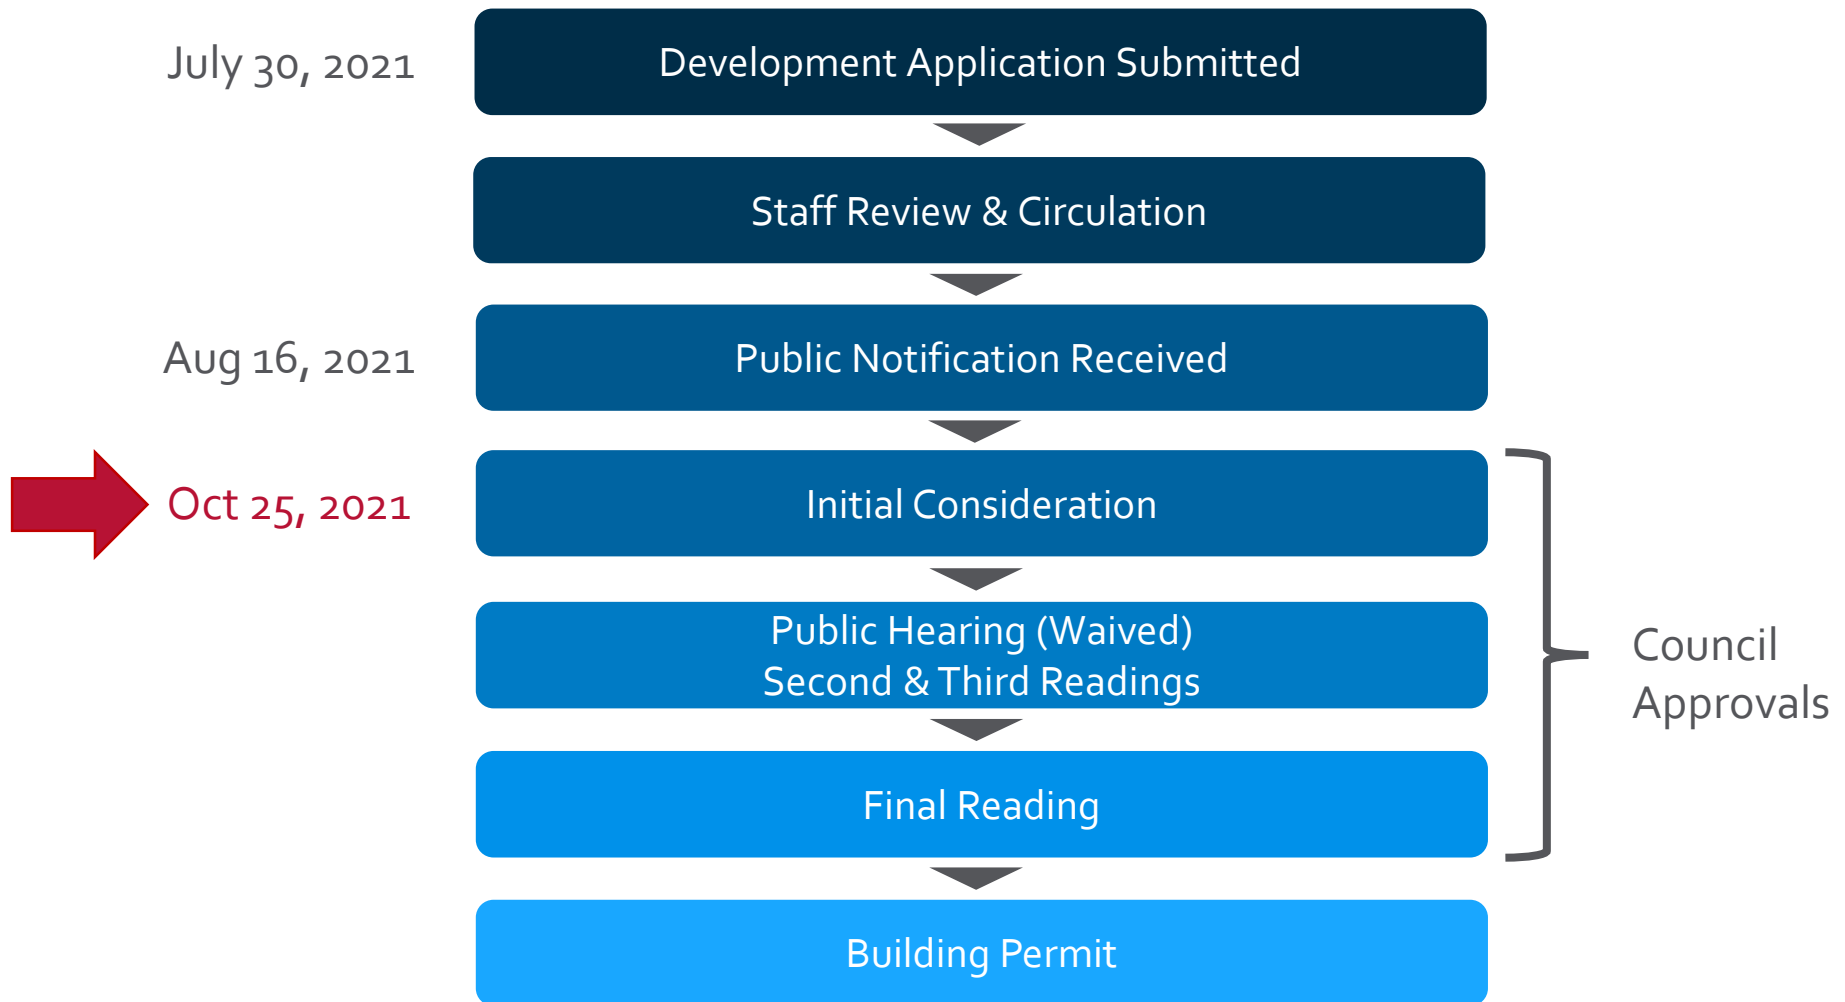 July 30, 2021
Development Application Submitted
Staff Review & Circulation
Aug 16, 2021
Public Notification Received
Oct 25, 2021
Initial Consideration
Public Hearing (Waived)
Second & Third Readings
Council
Approvals
Final Reading
Building Permit